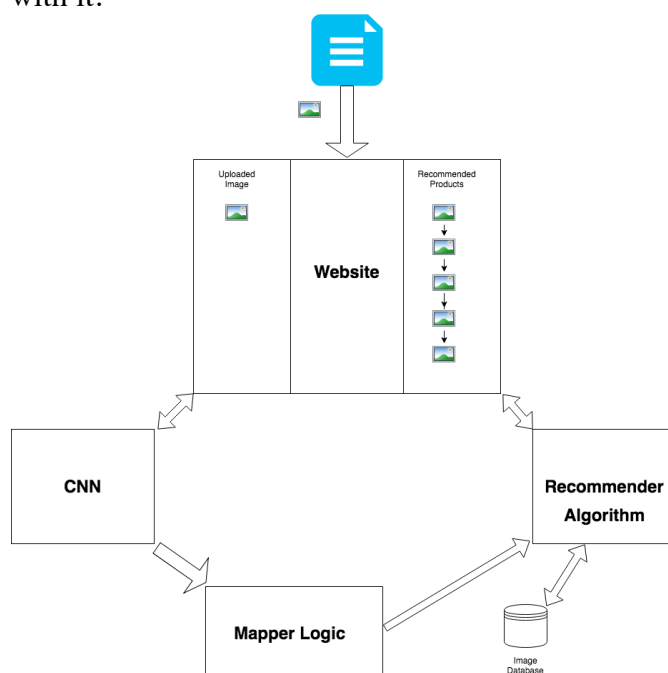 with it.
Uploaded
Image
Website
Recommended
Products
CNN
Recommender
Algorithm
Mapper Logic
Image
Database